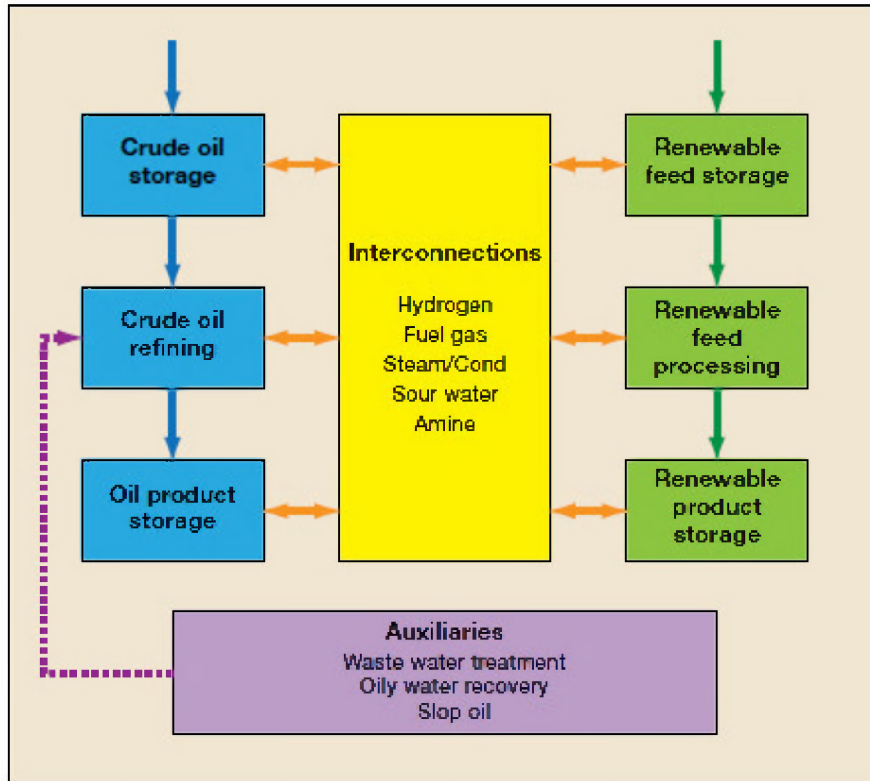 Crude oil
storage
Crude oil
refining
Oil product
storage
Interconnections
Hydrogen
Fuel gas
Steam/Cond
Sour water
Amine
Renewable
feed storage
Renewable
feed
processing
Renewable
product
storage
Auxiliaries
Waste water treatment
Oily water recovery
Slop oil